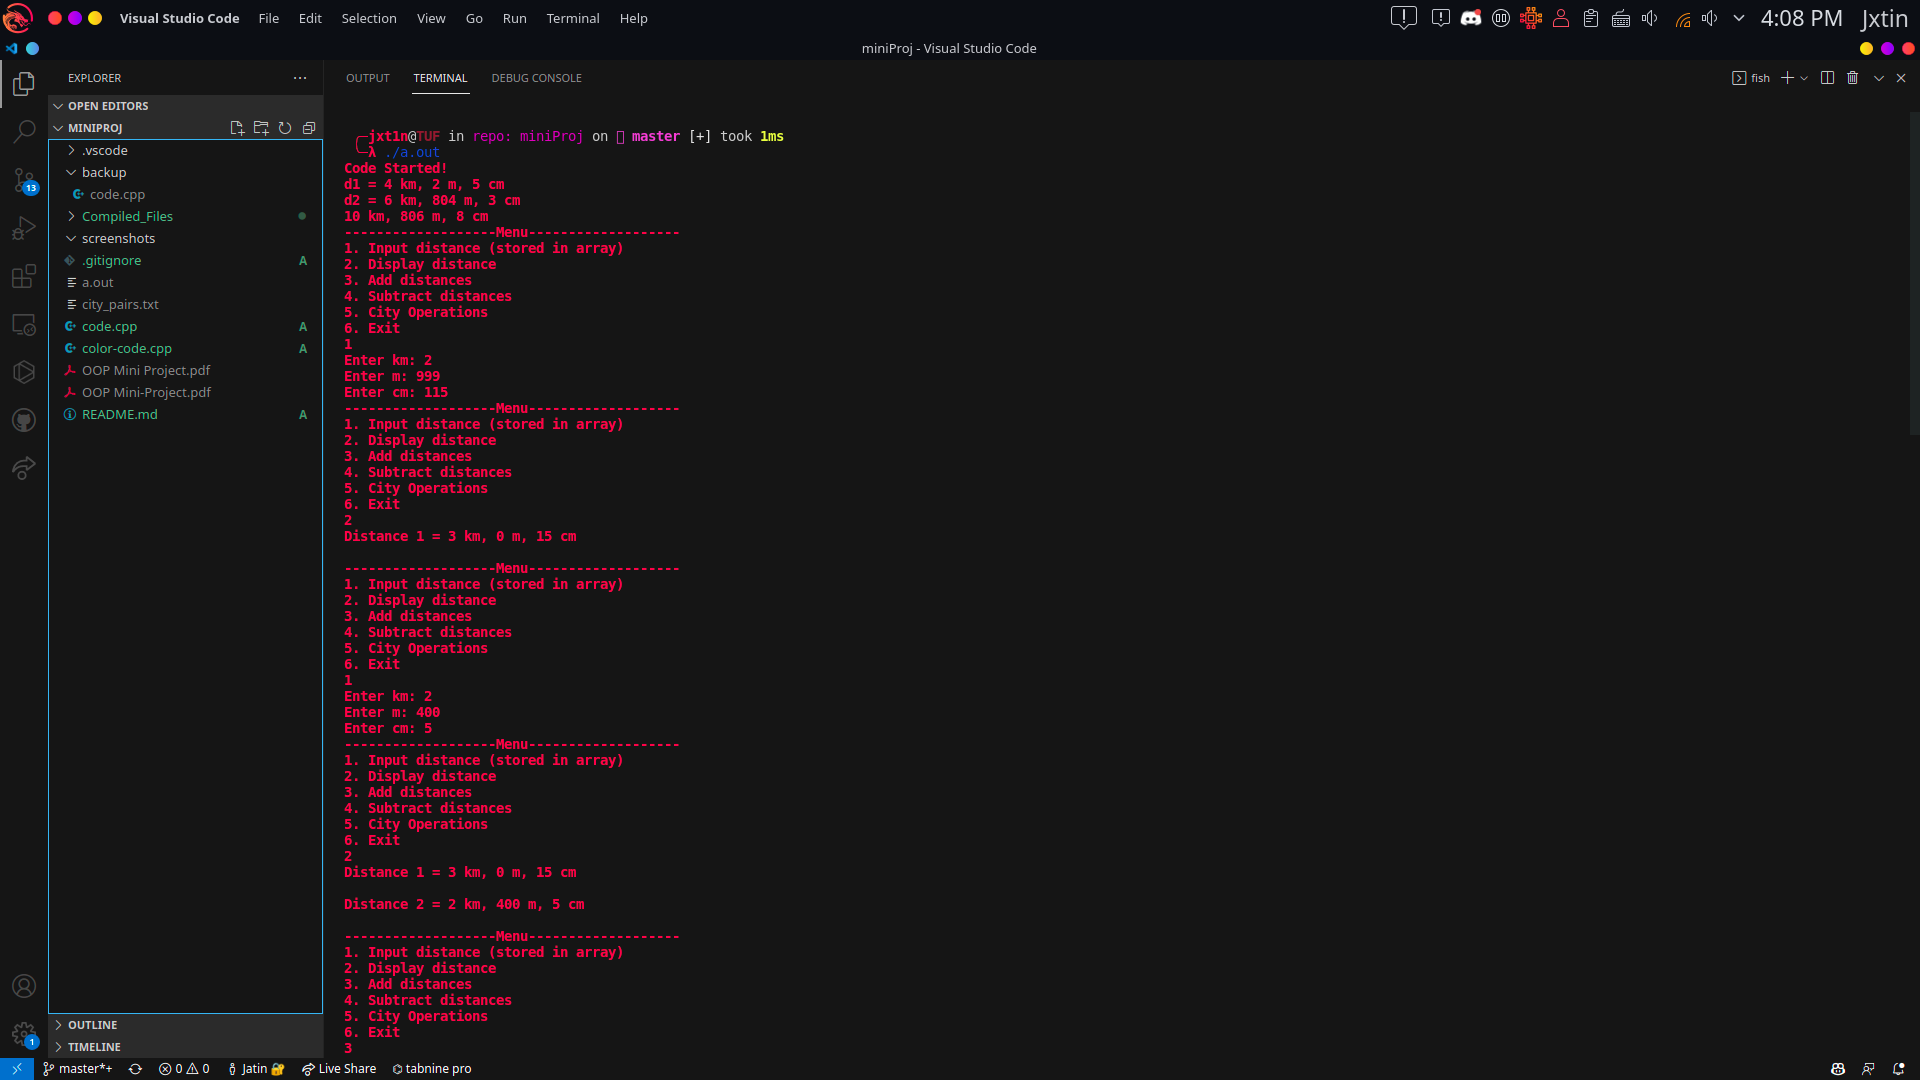 Visual Studio Code File Edit Selection View Go Run Terminal Help 4:08 PM Jxtin
miniProj - Visual Studio Code
EXPLORER
OPEN EDITORS
MINIPROJ
.vscode
backup
code.cpp
Compiled_Files
screenshots
.gitignore A
a.out
city_pairs.txt
code.cpp A
color-code.cpp A
OOP Mini Project.pdf
OOP Mini-Project.pdf
README.md A
OUTLINE
TIMELINE
13
1
OUTPUT TERMINAL DEBUG CONSOLE fish
jxt1n@TUF in repo: miniProj on master [+] took 1ms
λ ./a.out
Code Started!
d1 = 4 km, 2 m, 5 cm
d2 = 6 km, 804 m, 3 cm
10 km, 806 m, 8 cm
-------------------Menu-------------------
1. Input distance (stored in array)
2. Display distance
3. Add distances
4. Subtract distances
5. City Operations
6. Exit
1
Enter km: 2
Enter m: 999
Enter cm: 115
-------------------Menu-------------------
1. Input distance (stored in array)
2. Display distance
3. Add distances
4. Subtract distances
5. City Operations
6. Exit
2
Distance 1 = 3 km, 0 m, 15 cm
-------------------Menu-------------------
1. Input distance (stored in array)
2. Display distance
3. Add distances
4. Subtract distances
5. City Operations
6. Exit
1
Enter km: 2
Enter m: 400
Enter cm: 5
-------------------Menu-------------------
1. Input distance (stored in array)
2. Display distance
3. Add distances
4. Subtract distances
5. City Operations
6. Exit
2
Distance 1 = 3 km, 0 m, 15 cm
Distance 2 = 2 km, 400 m, 5 cm
-------------------Menu-------------------
1. Input distance (stored in array)
2. Display distance
3. Add distances
4. Subtract distances
5. City Operations
6. Exit
3
master*+ 0 0 Jatin Live Share tabnine pro